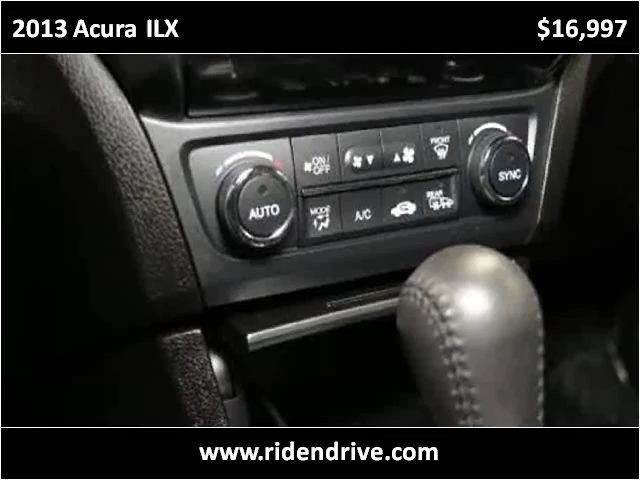 2013 Acura ILX
$16,997
ON/
OFF
FRONT
AUTO
SYNC
MODE
A/C
REAR
www.ridendrive.com